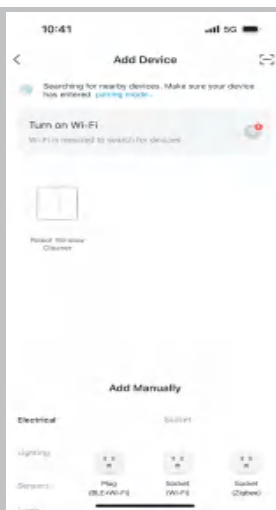 10:41
5G
Add Device
Searching for nearby devices. Make sure your device
has entered pairing mode.
Turn on Wi-Fi
Wi-Fi is required to search for devices
Robot Window
Cleaner
Add Manually
Electrical
Socket
Lighting
Sensors
Plug
(BLE+Wi-Fi)
Socket
(Wi-Fi)
Socket
(Zigbee)